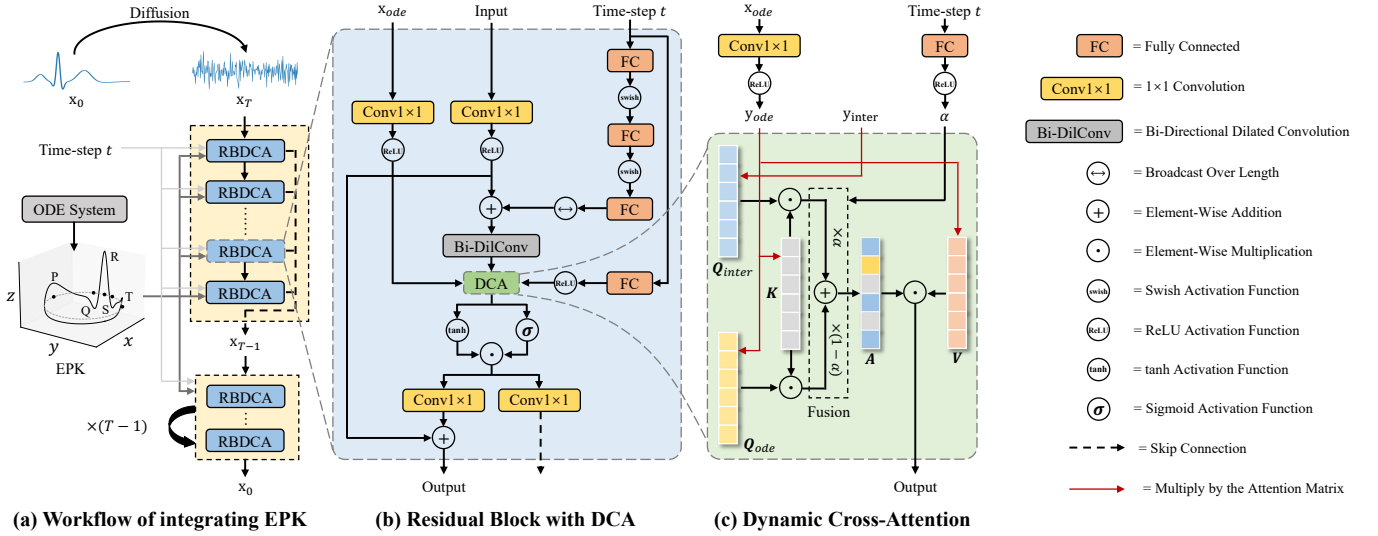 Diffusion
x0
xT
Time-step t
RBDCA
RBDCA
ODE System
RBDCA
RBDCA
P
R
Q
S
T
z
y
x
EPK
xT−1
RBDCA
×(T − 1)
RBDCA
x0
(a) Workflow of integrating EPK
xode
Input
Time-step t
FC
swish
Conv1×1
Conv1×1
FC
ReLU
ReLU
swish
+
↔
FC
Bi-DilConv
DCA
ReLU
FC
tanh
σ
Conv1×1
Conv1×1
+
Output
(b) Residual Block with DCA
xode
Time-step t
Conv1×1
FC
ReLU
ReLU
yode
yinter
α
×α
Qinter
K
+
×(1 − α)
A
V
Fusion
Qode
Output
(c) Dynamic Cross-Attention
FC = Fully Connected
Conv1×1 = 1×1 Convolution
Bi-DilConv = Bi-Directional Dilated Convolution
↔ = Broadcast Over Length
+ = Element-Wise Addition
· = Element-Wise Multiplication
swish = Swish Activation Function
ReLU = ReLU Activation Function
tanh = tanh Activation Function
σ = Sigmoid Activation Function
= Skip Connection
= Multiply by the Attention Matrix